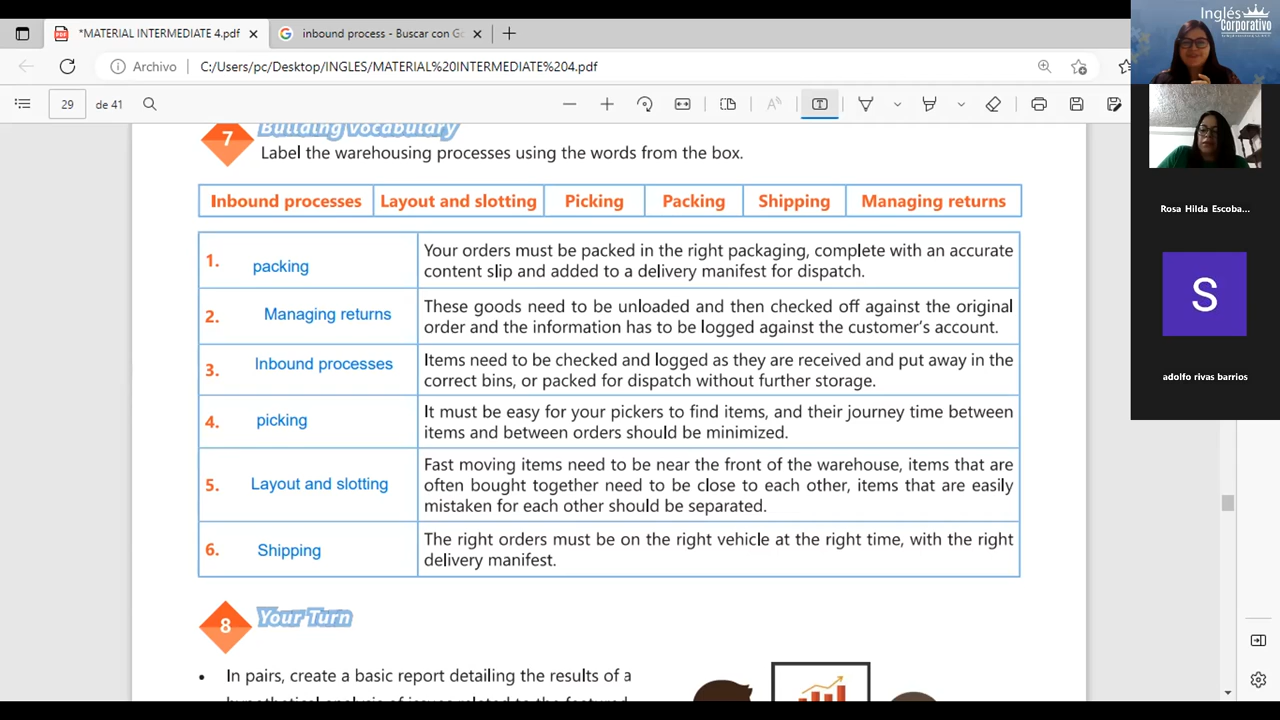 *MATERIAL INTERMEDIATE 4.pdf
inbound process - Buscar con Go
Archivo
C:/Users/pc/Desktop/INGLES/MATERIAL%20INTERMEDIATE%204.pdf
29
de 41
7
Building Vocabulary
Label the warehousing processes using the words from the box.
Inbound processes
Layout and slotting
Picking
Packing
Shipping
Managing returns
1.
packing
Your orders must be packed in the right packaging, complete with an accurate
content slip and added to a delivery manifest for dispatch.
2.
Managing returns
These goods need to be unloaded and then checked off against the original
order and the information has to be logged against the customer's account.
3.
Inbound processes
Items need to be checked and logged as they are received and put away in the
correct bins, or packed for dispatch without further storage.
4.
picking
It must be easy for your pickers to find items, and their journey time between
items and between orders should be minimized.
5.
Layout and slotting
Fast moving items need to be near the front of the warehouse, items that are
often bought together need to be close to each other, items that are easily
mistaken for each other should be separated.
6.
Shipping
The right orders must be on the right vehicle at the right time, with the right
delivery manifest.
8
Your Turn
• In pairs, create a basic report detailing the results of a
Inglés
Corporativo
Rosa Hilda Escoba...
S
adolfo rivas barrios